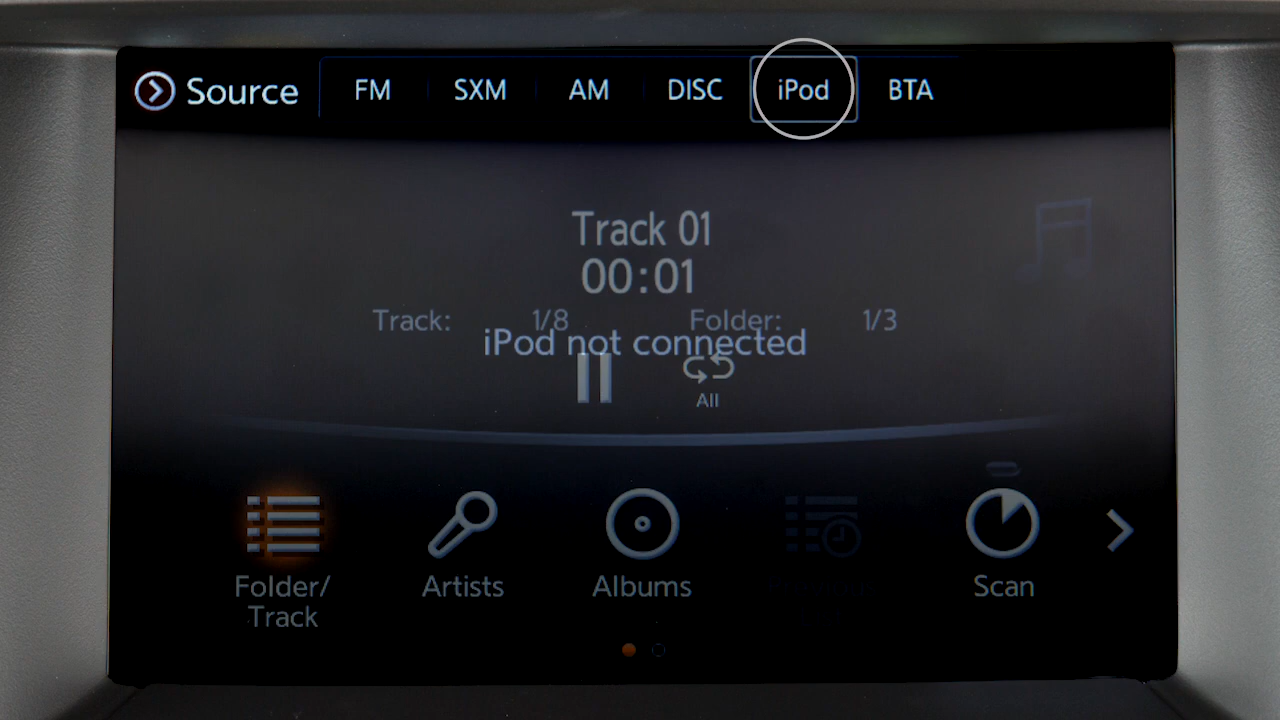 Source FM SXM AM DISC iPod BTA
Track 01
00:01
Track: 1/8 Folder: 1/3
iPod not connected
All
Folder/
Track
Artists
Albums
Scan